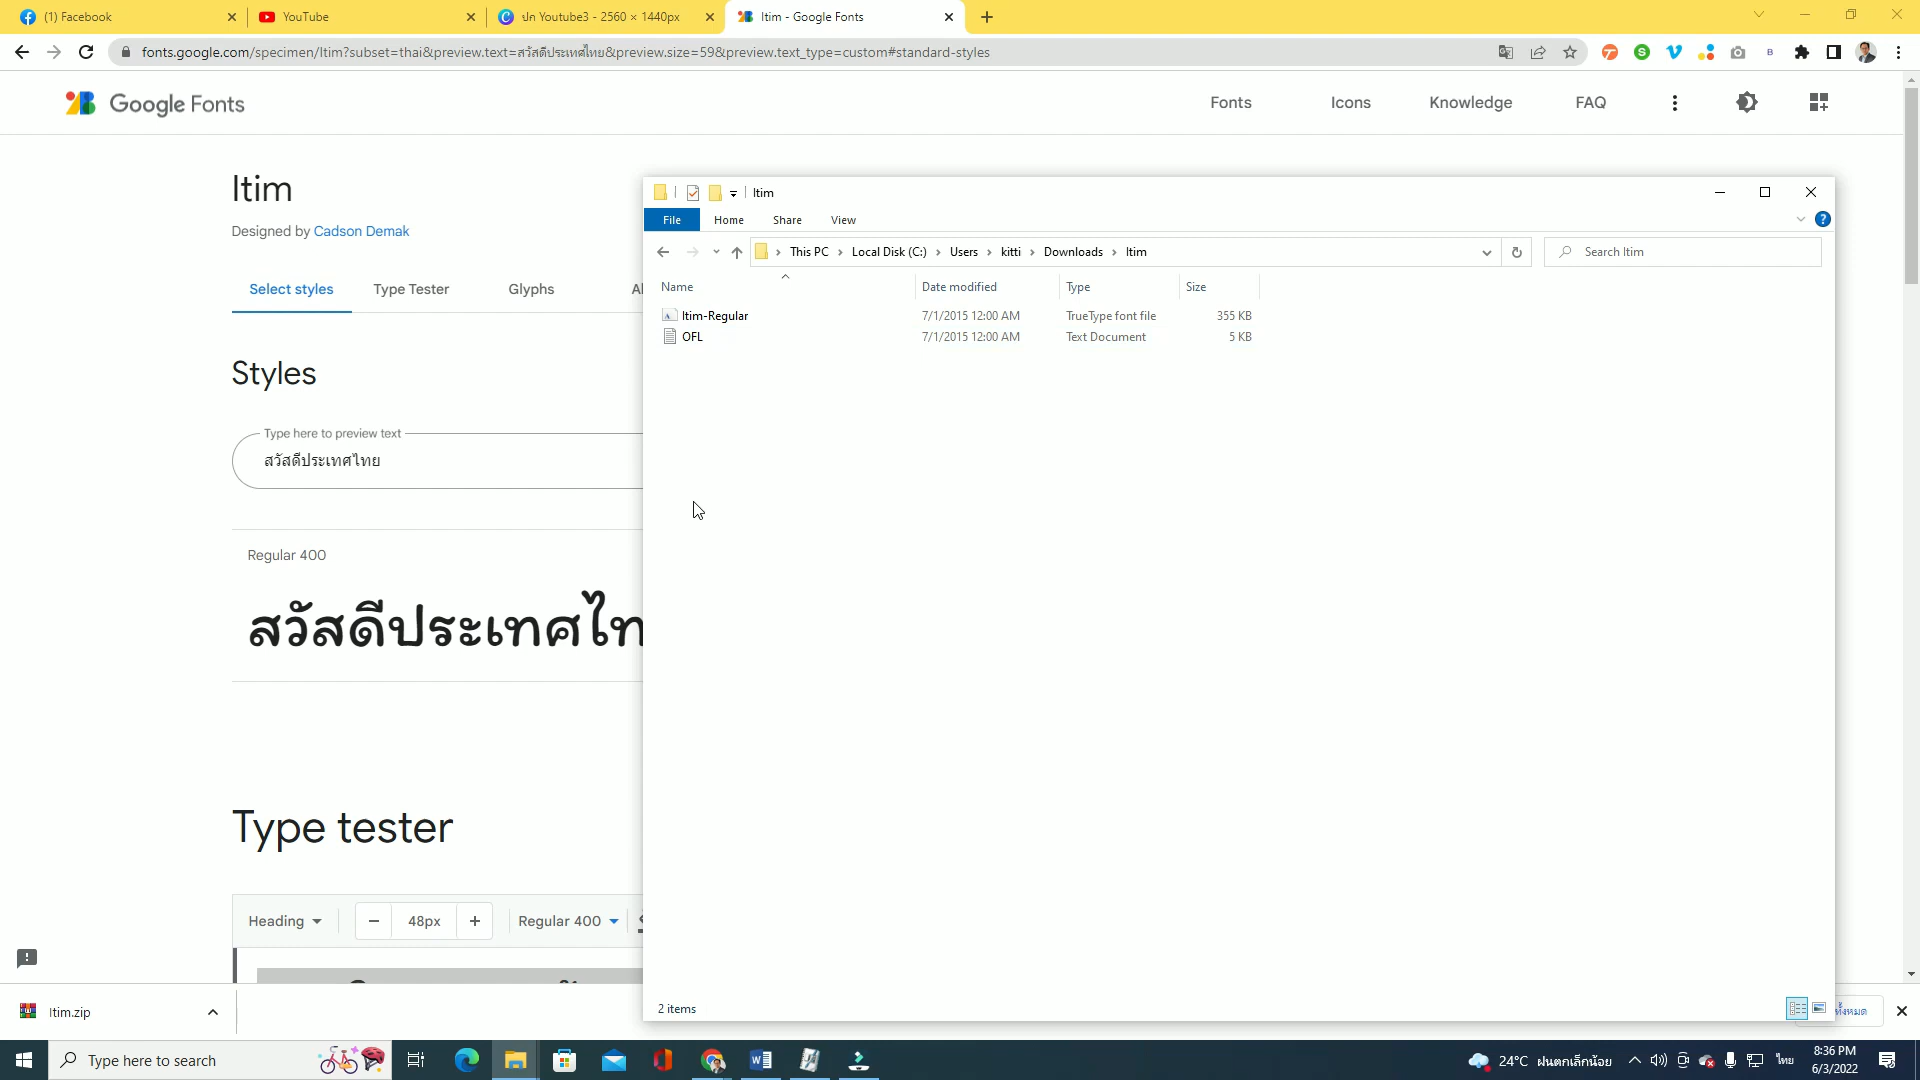 (1) Facebook
YouTube
ปก Youtube3 - 2560 × 1440px
Itim - Google Fonts
fonts.google.com/specimen/Itim?subset=thai&preview.text=สวัสดีประเทศไทย&preview.size=59&preview.text_type=custom#standard-styles
Google Fonts
Fonts
Icons
Knowledge
FAQ
Itim
Designed by Cadson Demak
Select styles
Type Tester
Glyphs
Styles
Type here to preview text
สวัสดีประเทศไทย
Regular 400
สวัสดีประเทศไท
Type tester
Heading
48px
Regular 400
Itim
File
Home
Share
View
This PC
Local Disk (C:)
Users
kitti
Downloads
Itim
Search Itim
Name
Date modified
Type
Size
Itim-Regular
7/1/2015 12:00 AM
TrueType font file
355 KB
OFL
7/1/2015 12:00 AM
Text Document
5 KB
2 items
Itim.zip
Type here to search
24°C ฝนตกเล็กน้อย
ไทย
8:36 PM
6/3/2022